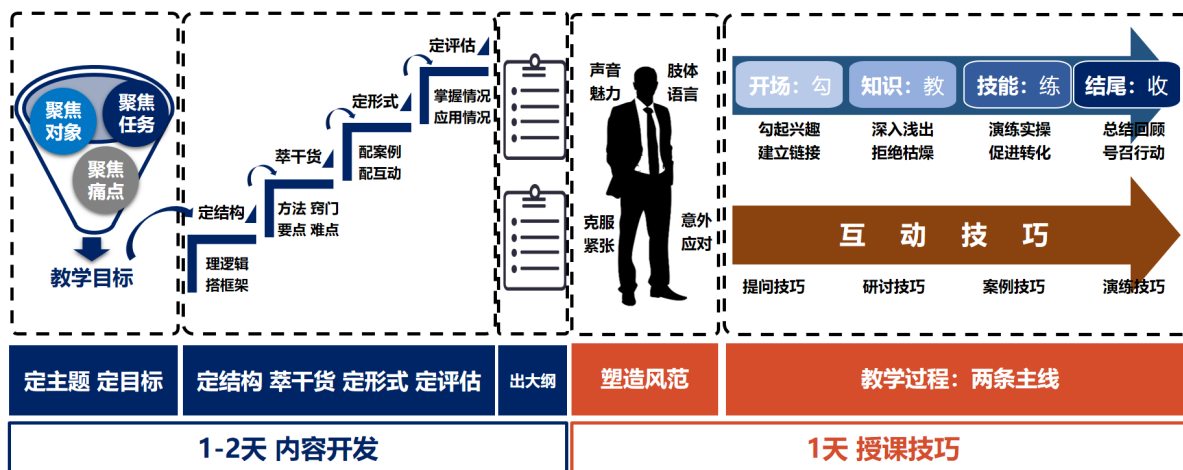 聚焦
对象
聚焦
任务
聚焦
痛点
教学目标
定结构
理逻辑
搭框架
萃干货
方法 窍门
要点 难点
定形式
配案例
配互动
定评估
掌握情况
应用情况
声音
魅力
肢体
语言
克服
紧张
意外
应对
开场：勾
知识：教
技能：练
结尾：收
勾起兴趣
建立链接
深入浅出
拒绝枯燥
演练实操
促进转化
总结回顾
号召行动
互动技巧
提问技巧
研讨技巧
案例技巧
演练技巧
定主题 定目标
定结构 萃干货 定形式 定评估
出大纲
塑造风范
教学过程：两条主线
1-2天 内容开发
1天 授课技巧